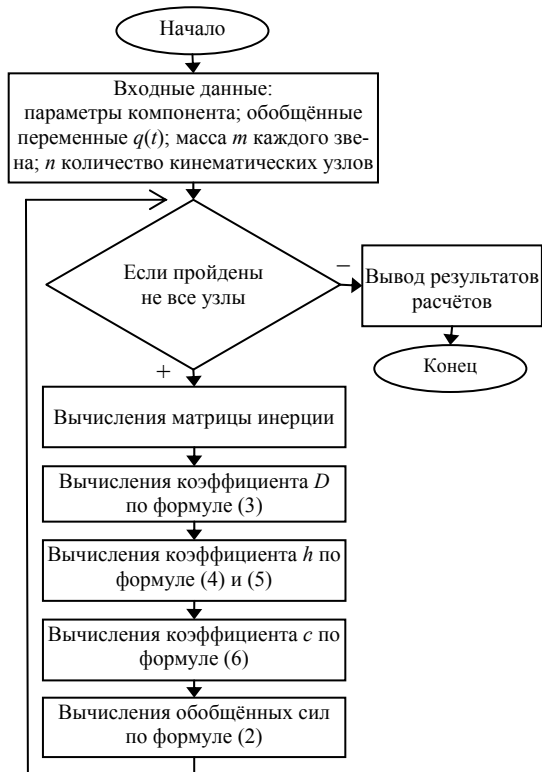 Начало
Входные данные:
параметры компонента; обобщённые
переменные q(t); масса m каждого зве-
на; n количество кинематических узлов
Если пройдены
не все узлы
–
Вывод результатов
расчётов
Конец
+
Вычисления матрицы инерции
Вычисления коэффициента D
по формуле (3)
Вычисления коэффициента h по
формуле (4) и (5)
Вычисления коэффициента c по
формуле (6)
Вычисления обобщённых сил
по формуле (2)